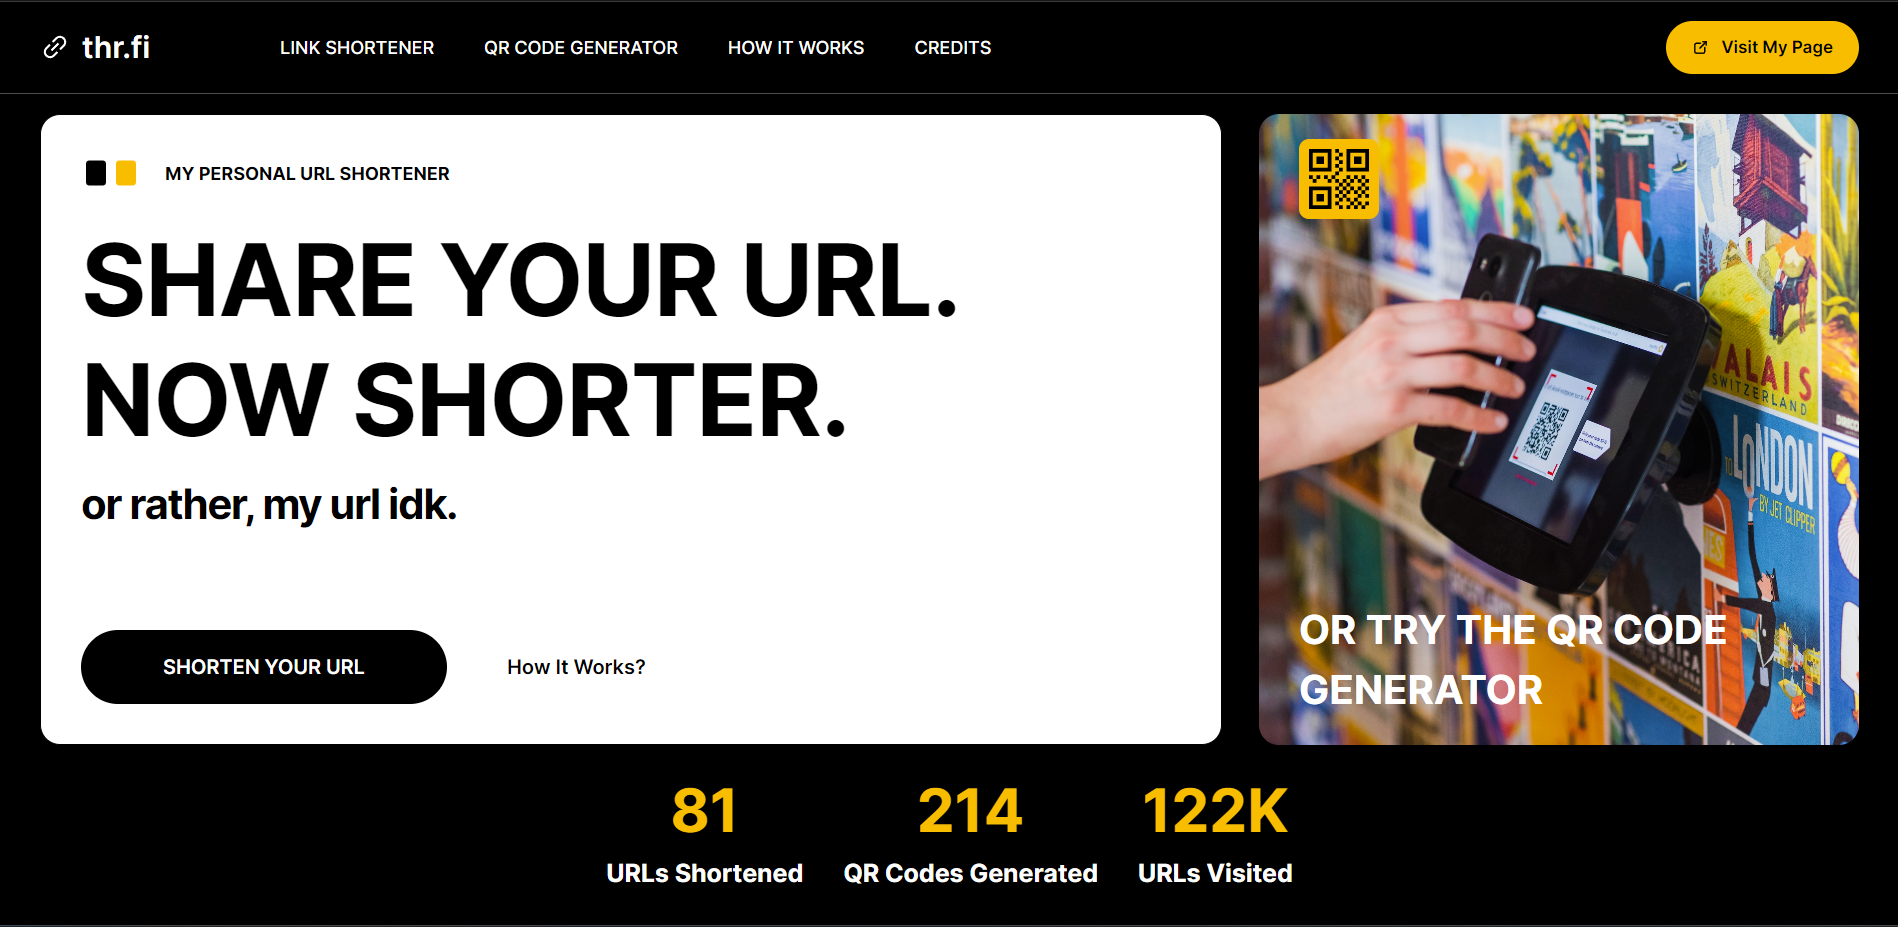 thr.fi
LINK SHORTENER
QR CODE GENERATOR
HOW IT WORKS
CREDITS
Visit My Page
MY PERSONAL URL SHORTENER
SHARE YOUR URL.
NOW SHORTER.
or rather, my url idk.
SHORTEN YOUR URL
How It Works?
ALAIS
SWITZERLAND
TO LONDON
BY JET CLIPPER
OR TRY THE QR CODE
GENERATOR
81
URLs Shortened
214
QR Codes Generated
122K
URLs Visited